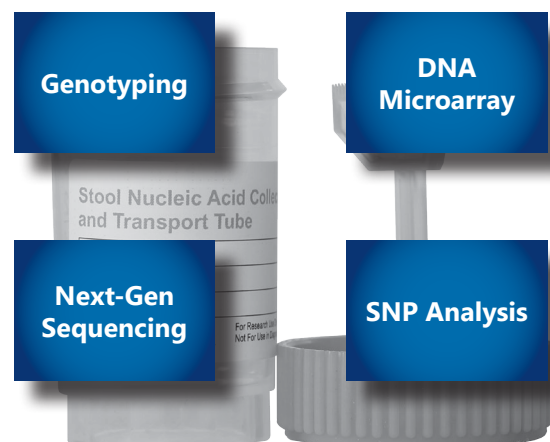 Genotyping
DNA
Microarray
Stool Nucleic Acid
and Transport Tube
Next-Gen
Sequencing
SNP Analysis
For Research
Not For Use in